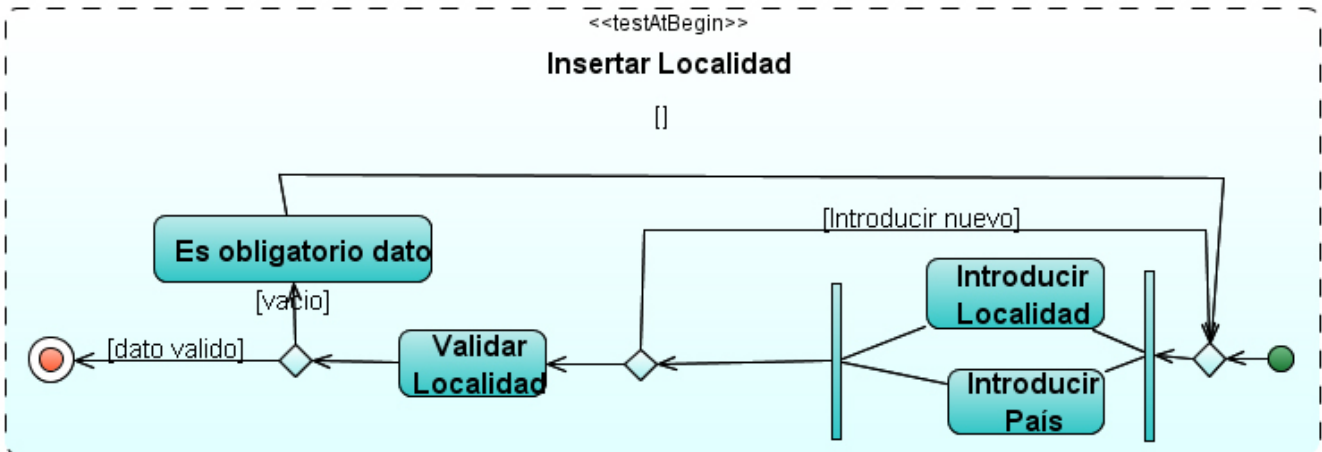 <<testAtBegin>>
Insertar Localidad
[]
[Introducir nuevo]
Es obligatorio dato
[vacio]
Introducir
Localidad
[dato valido]
Validar
Localidad
Introducir
País